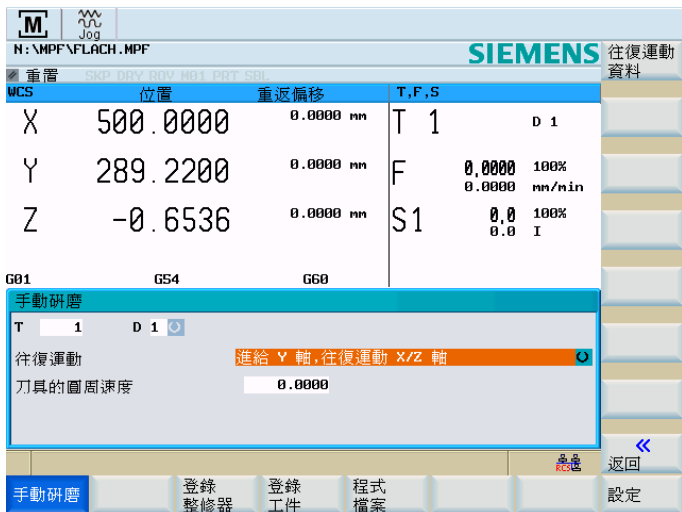 M
Jog
N:\MPF\FLACH.MPF
SIEMENS
往復運動
資料
重置 SKP DRY ROV M01 PRT SBL
WCS 位置 重返偏移 T,F,S
X 500.0000 0.0000 mm T 1 D 1
Y 289.2200 0.0000 mm F 0,0000 100%
0.0000 mm/min
Z -0.6536 0.0000 mm S1 0,0 100%
0.0 I
G01 G54 G60
手動研磨
T 1 D 1
往復運動 進給 Y 軸,往復運動 X/Z 軸
刀具的圓周速度 0.0000
RCS
«
返回
手動研磨 登錄
整修器 登錄
工件 程式
檔案 設定